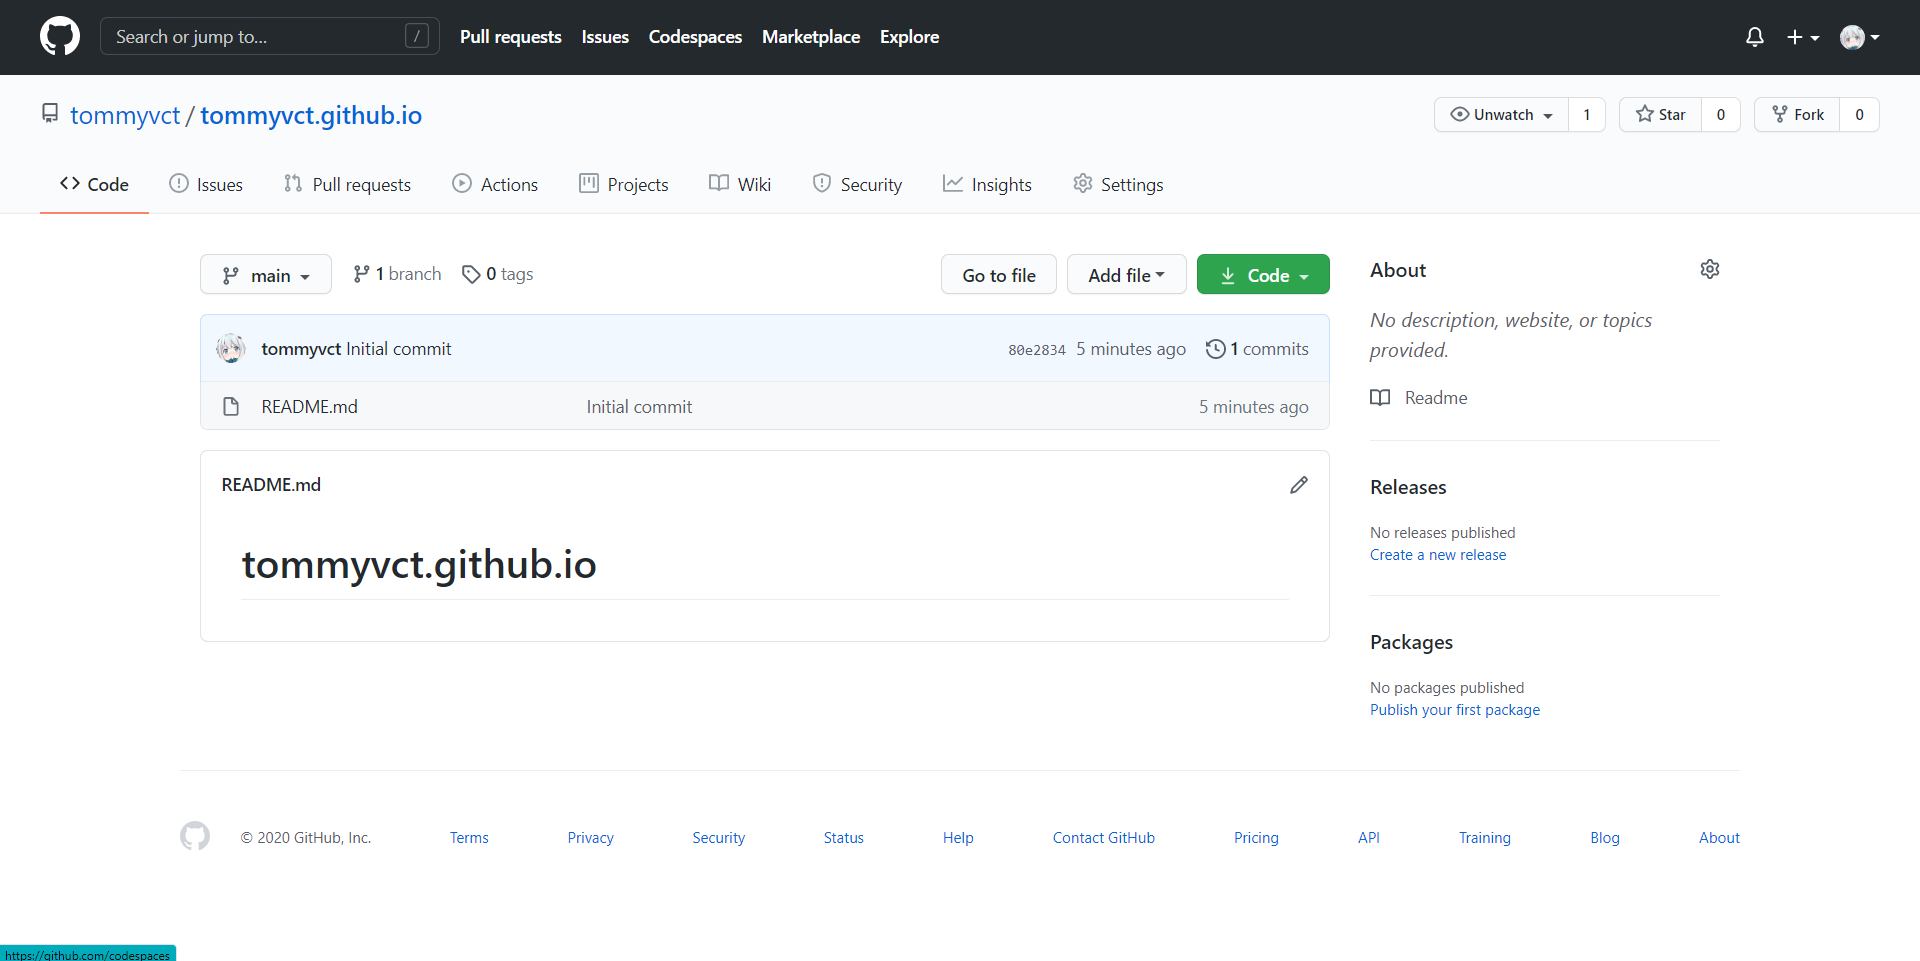 Search or jump to... /
Pull requests Issues Codespaces Marketplace Explore
tommyvct / tommyvct.github.io
Unwatch 1 Star 0 Fork 0
Code Issues Pull requests Actions Projects Wiki Security Insights Settings
main 1 branch 0 tags Go to file Add file Code
tommyvct Initial commit 80e2834 5 minutes ago 1 commits
README.md Initial commit 5 minutes ago
README.md
tommyvct.github.io
About
No description, website, or topics
provided.
Readme
Releases
No releases published
Create a new release
Packages
No packages published
Publish your first package
© 2020 GitHub, Inc. Terms Privacy Security Status Help Contact GitHub Pricing API Training Blog About
https://github.com/codespaces